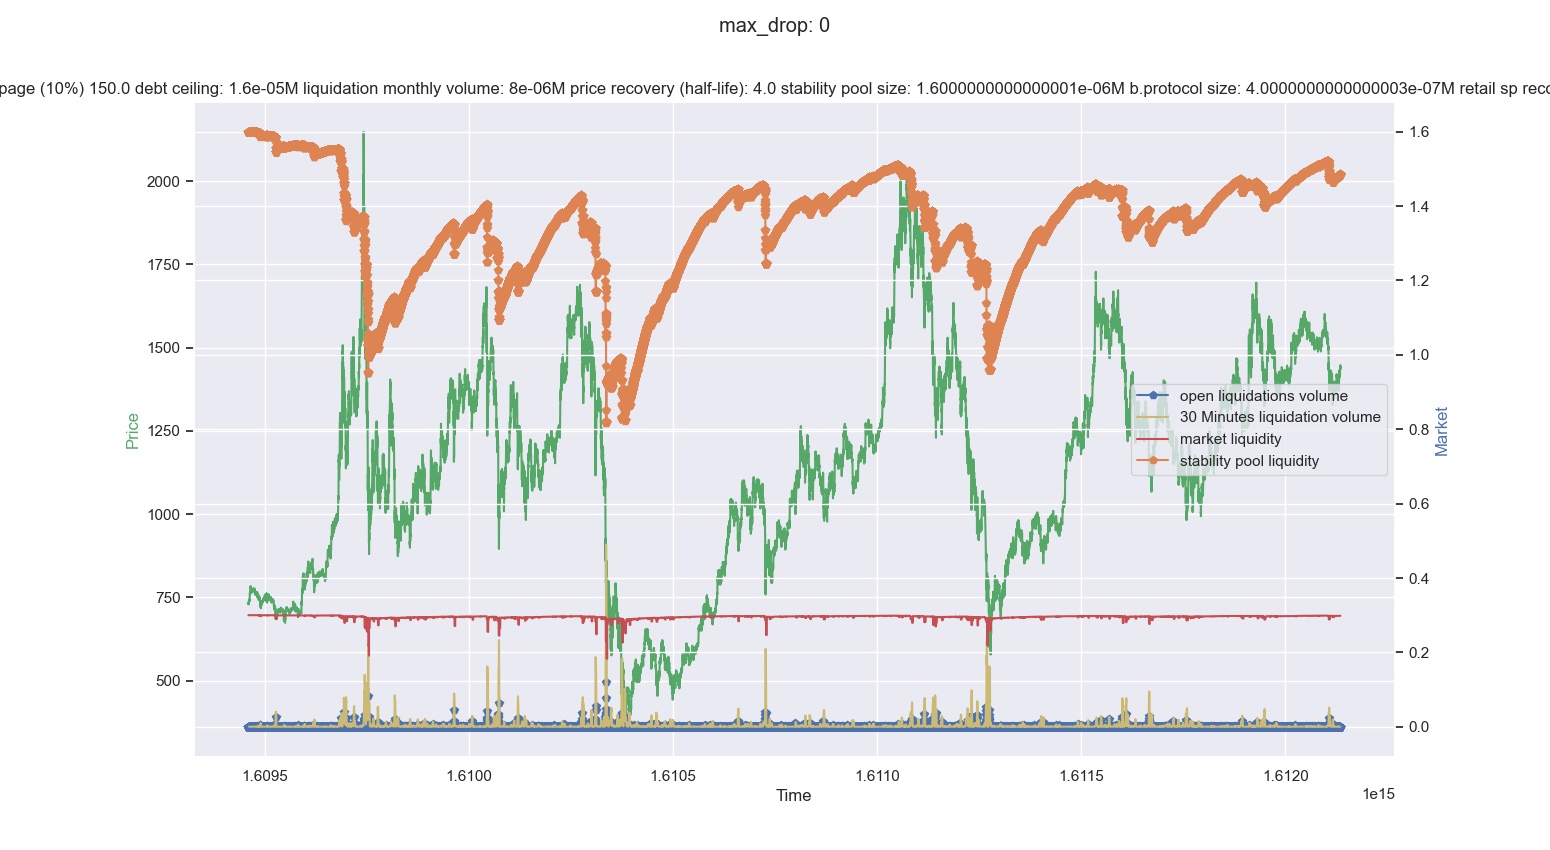 max_drop: 0
page (10%) 150.0 debt ceiling: 1.6e-05M liquidation monthly volume: 8e-06M price recovery (half-life): 4.0 stability pool size: 1.6000000000000001e-06M b.protocol size: 4.0000000000000003e-07M retail sp reco
2000
1750
1500
1250
1000
750
500
Price
1.6
1.4
1.2
1.0
0.8
0.6
0.4
0.2
0.0
Market
open liquidations volume
30 Minutes liquidation volume
market liquidity
stability pool liquidity
1.6095
1.6100
1.6105
1.6110
1.6115
1.6120
1e15
Time